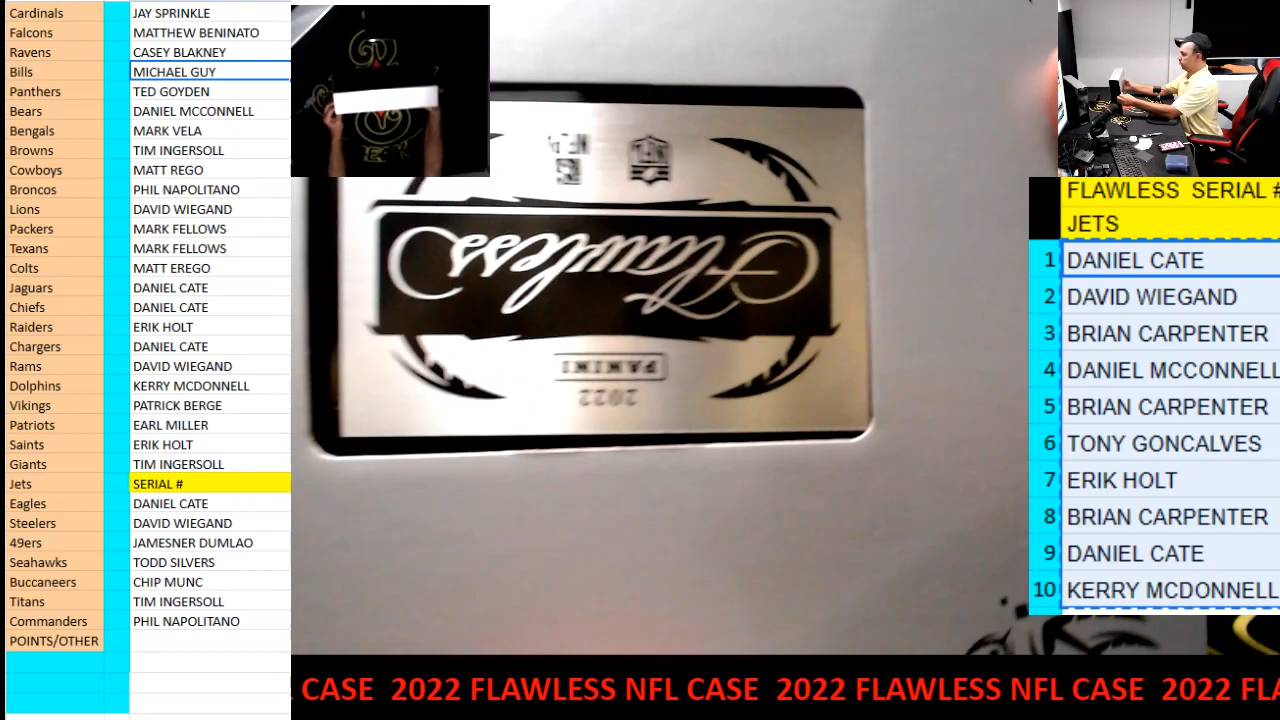 Cardinals JAY SPRINKLE
Falcons MATTHEW BENINATO
Ravens CASEY BLAKNEY
Bills MICHAEL GUY
Panthers TED GOYDEN
Bears DANIEL MCCONNELL
Bengals MARK VELA
Browns TIM INGERSOLL
Cowboys MATT REGO
Broncos PHIL NAPOLITANO
Lions DAVID WIEGAND
Packers MARK FELLOWS
Texans MARK FELLOWS
Colts MATT EREGO
Jaguars DANIEL CATE
Chiefs DANIEL CATE
Raiders ERIK HOLT
Chargers DANIEL CATE
Rams DAVID WIEGAND
Dolphins KERRY MCDONNELL
Vikings PATRICK BERGE
Patriots EARL MILLER
Saints ERIK HOLT
Giants TIM INGERSOLL
Jets SERIAL #
Eagles DANIEL CATE
Steelers DAVID WIEGAND
49ers JAMESNER DUMLAO
Seahawks TODD SILVERS
Buccaneers CHIP MUNC
Titans TIM INGERSOLL
Commanders PHIL NAPOLITANO
POINTS/OTHER
2022
PANINI
Flawless
NFL
FLAWLESS SERIAL #
JETS
1 DANIEL CATE
2 DAVID WIEGAND
3 BRIAN CARPENTER
4 DANIEL MCCONNELL
5 BRIAN CARPENTER
6 TONY GONCALVES
7 ERIK HOLT
8 BRIAN CARPENTER
9 DANIEL CATE
10 KERRY MCDONNELL
CASE 2022 FLAWLESS NFL CASE 2022 FLAWLESS NFL CASE 2022 FLA